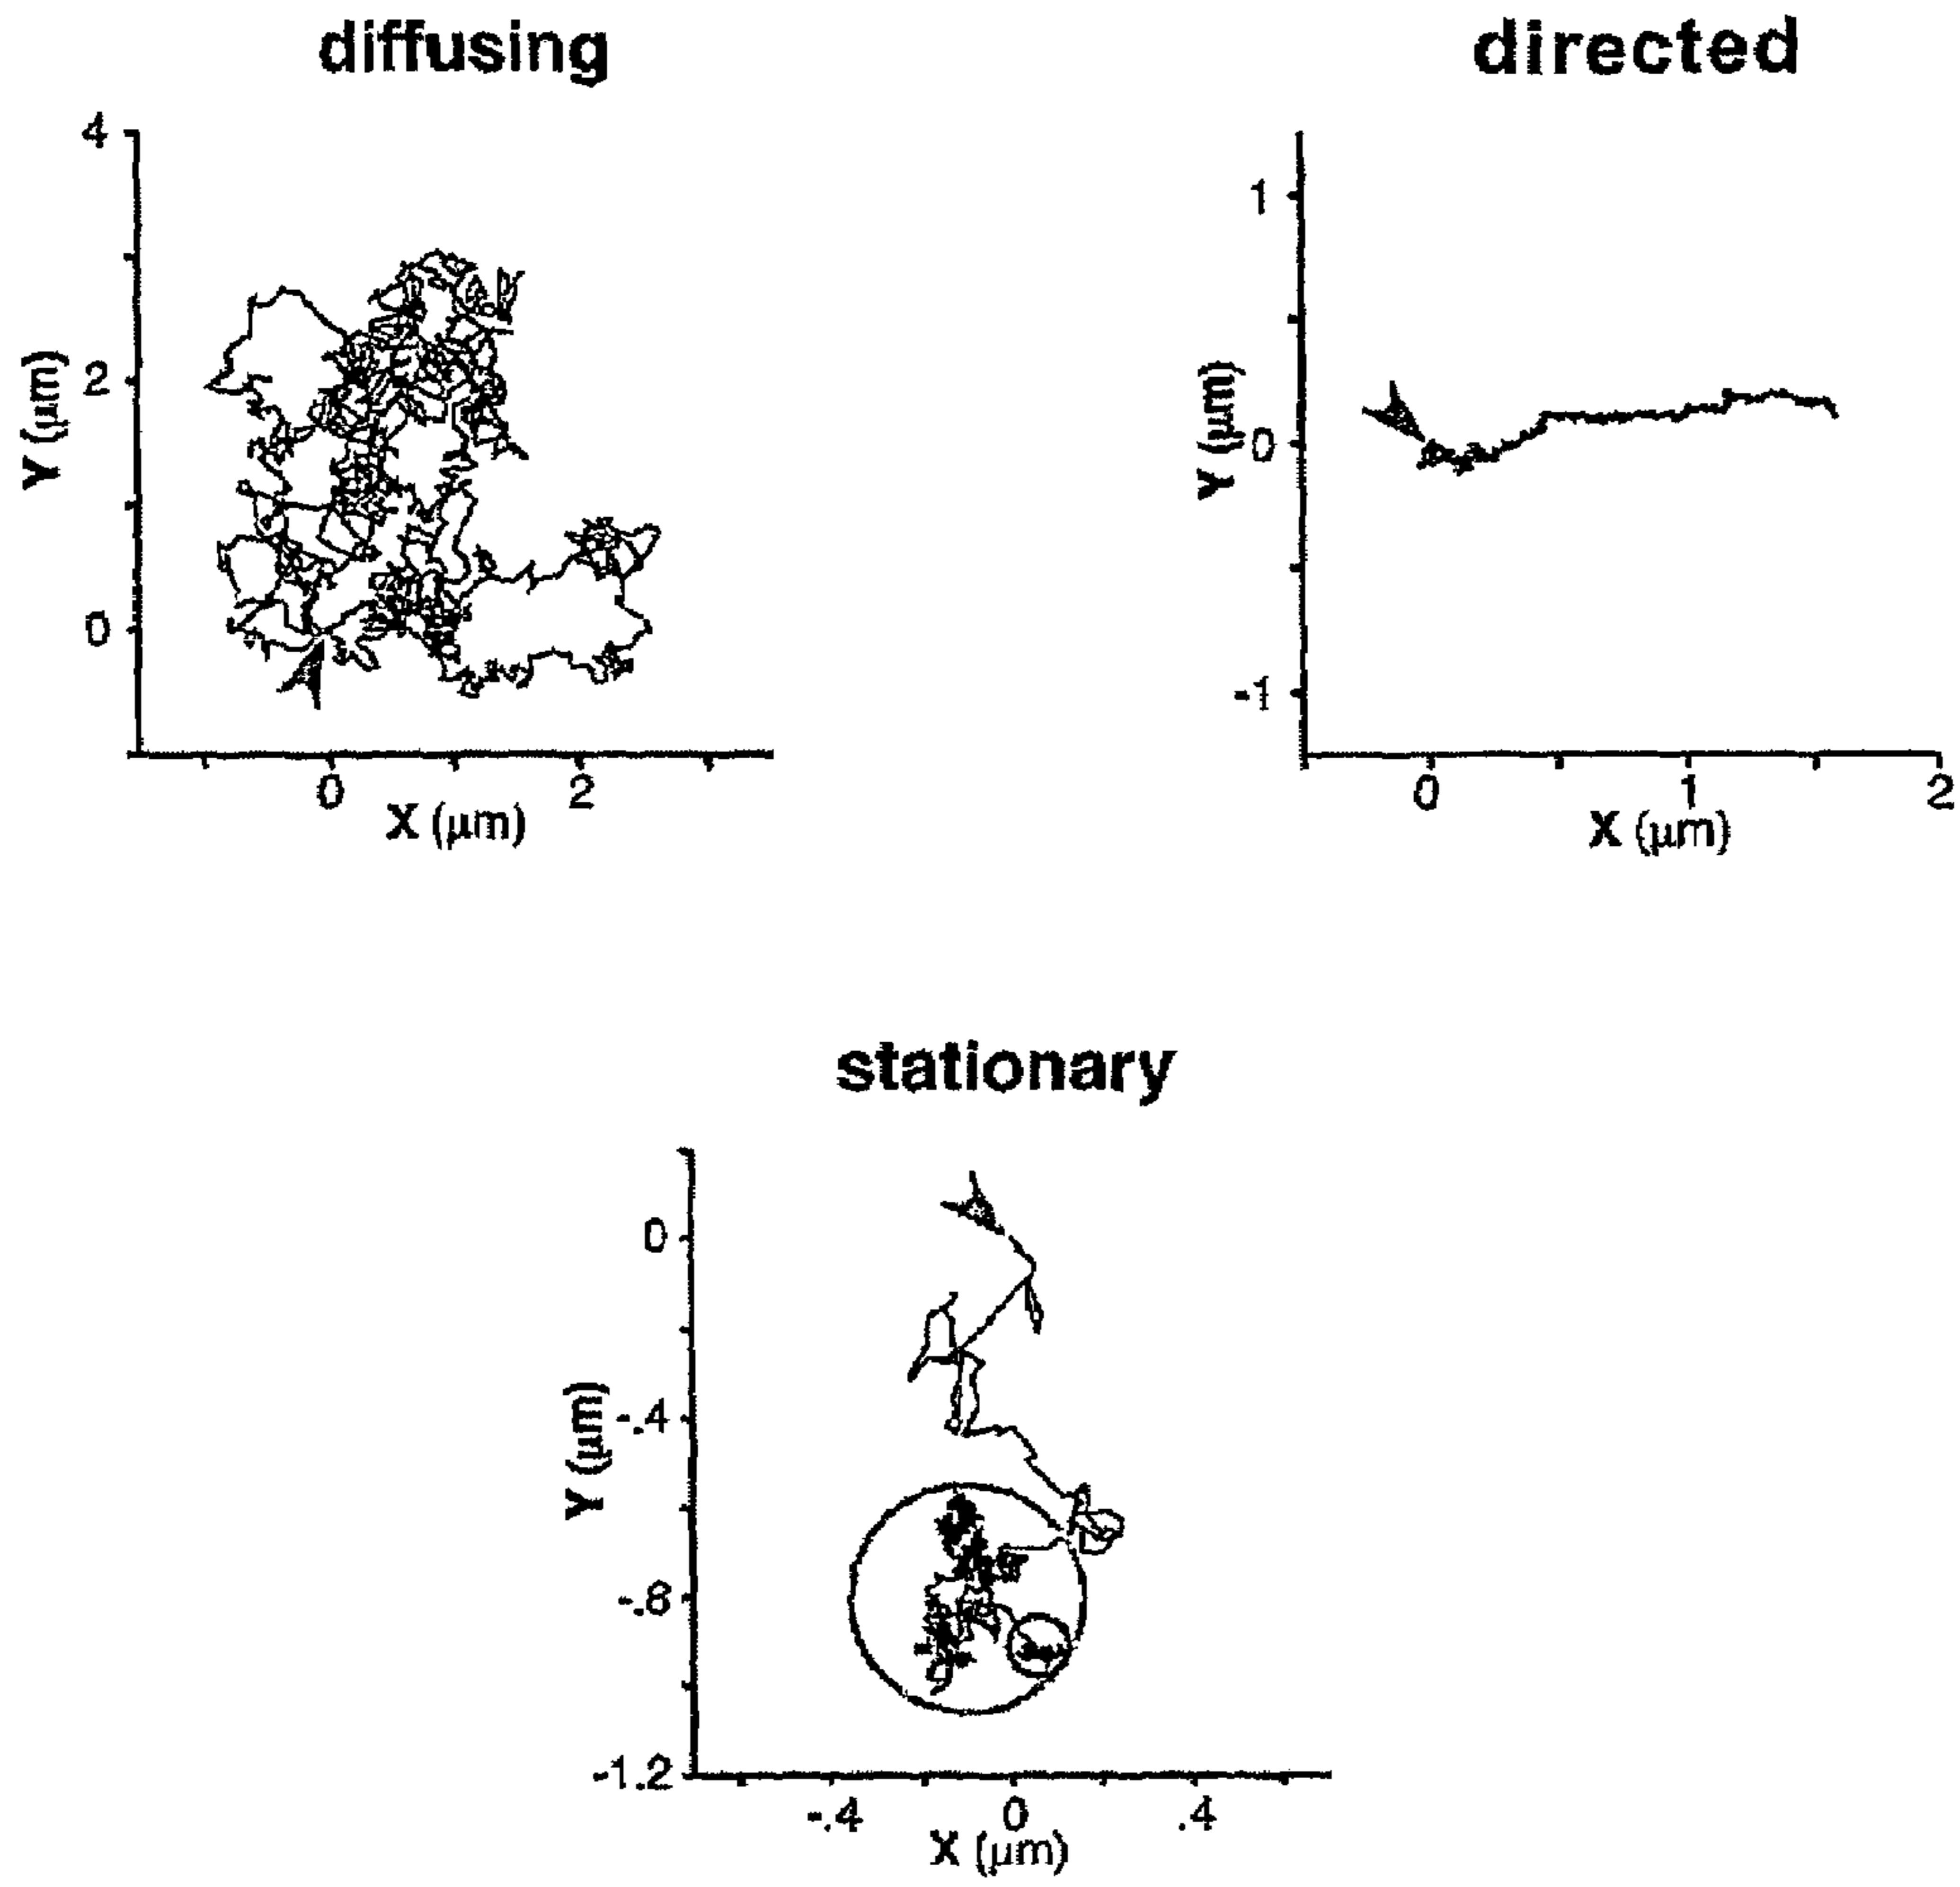 diffusing
4
2
0
Y (μm)
0
2
X (μm)
directed
1
0
-1
Y (μm)
0
1
2
X (μm)
stationary
0
-.4
-.8
-1.2
Y (μm)
-.4
0
.4
X (μm)